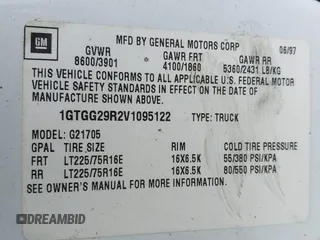 GM
MFD BY GENERAL MOTORS CORP 06/97
GVWR GAWR FRT GAWR RR
8600/3901 4100/1860 5360/2431 LB/KG
THIS VEHICLE CONFORMS TO ALL APPLICABLE U.S. FEDERAL MOTOR
VEHICLE SAFETY STANDARDS IN EFFECT ON THE DATE OF
MANUFACTURE SHOWN ABOVE.
1GTGG29R2V1095122 TYPE: TRUCK
MODEL: G21705
GPAL TIRE SIZE RIM COLD TIRE PRESSURE
FRT LT225/75R16E 16X6.5K 55/380 PSI/KPA
RR LT225/75R16E 16X6.5K 80/550 PSI/KPA
SEE OWNER'S MANUAL FOR MORE INFORMATION.
DREAMBID